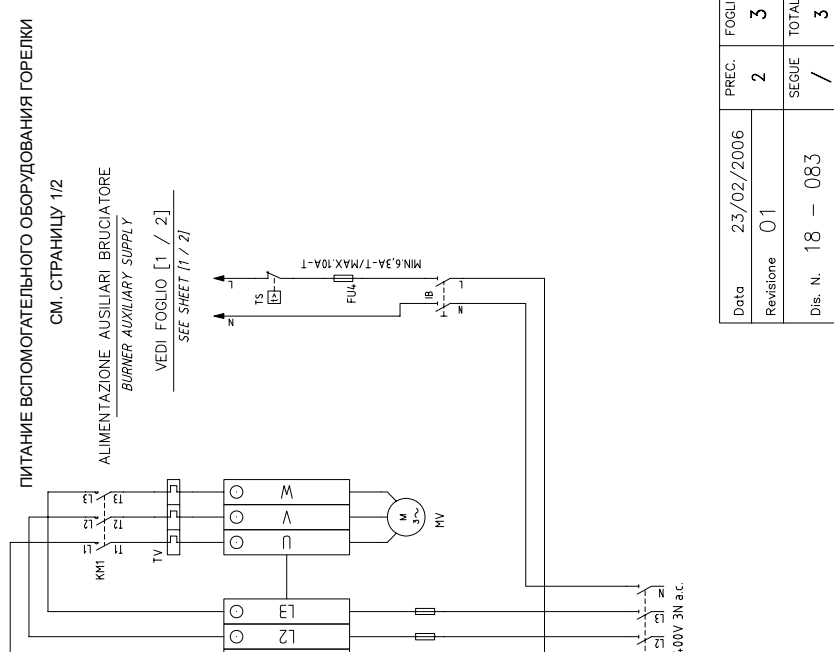 ПИТАНИЕ ВСПОМОГАТЕЛЬНОГО ОБОРУДОВАНИЯ ГОРЕЛКИ
СМ. СТРАНИЦУ 1/2
ALIMENTAZIONE AUSILIARI BRUCIATORE
BURNER AUXILIARY SUPPLY
VEDI FOGLIO [1 / 2]
SEE SHEET [1 / 2]
L
N
TS
t>
FU4
MIN.6,3A-T/MAX.10A-T
IB
L
N
KM1
L3
T3
L2
T2
L1
T1
TV
W
V
U
M
3~
MV
L3
L2
N
L3
L2
400V 3N a.c.
Data 23/02/2006
Revisione 01
Dis. N. 18 - 083
PREC.
2
SEGUE
/
FOGLI
3
TOTAL
3